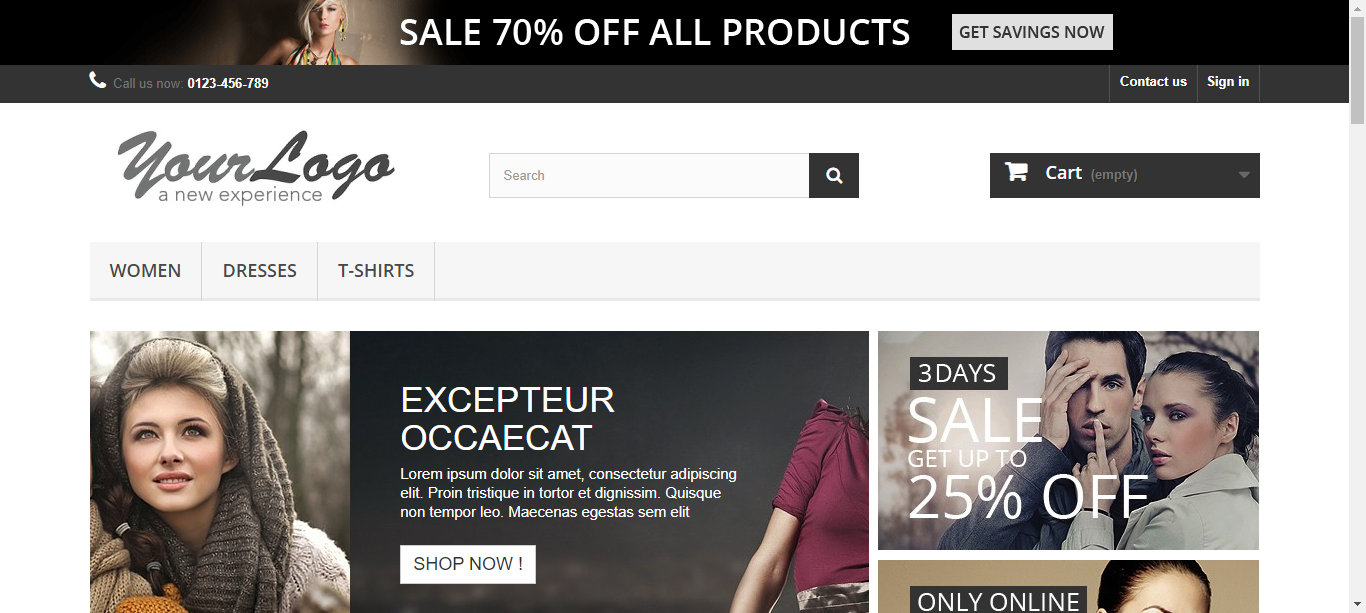 SALE 70% OFF ALL PRODUCTS
GET SAVINGS NOW
Call us now: 0123-456-789
Contact us
Sign in
YourLogo
a new experience
Search
Cart (empty)
WOMEN
DRESSES
T-SHIRTS
EXCEPTEUR
OCCAECAT
Lorem ipsum dolor sit amet, consectetur adipiscing
elit. Proin tristique in tortor et dignissim. Quisque
non tempor leo. Maecenas egestas sem elit
SHOP NOW !
3 DAYS
SALE
GET UP TO
25% OFF
ONLY ONLINE